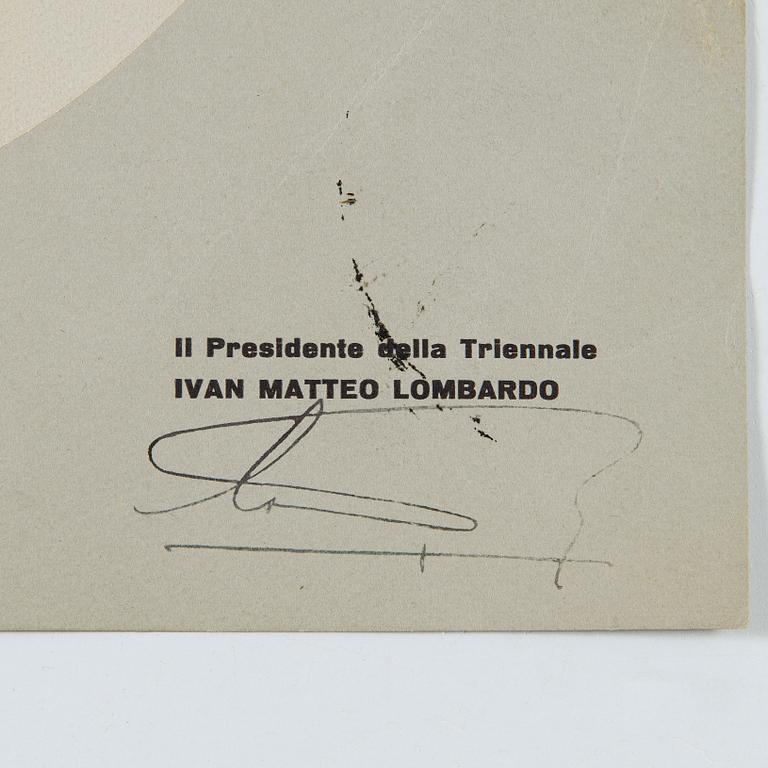 Il Presidente della Triennale
IVAN MATTEO LOMBARDO